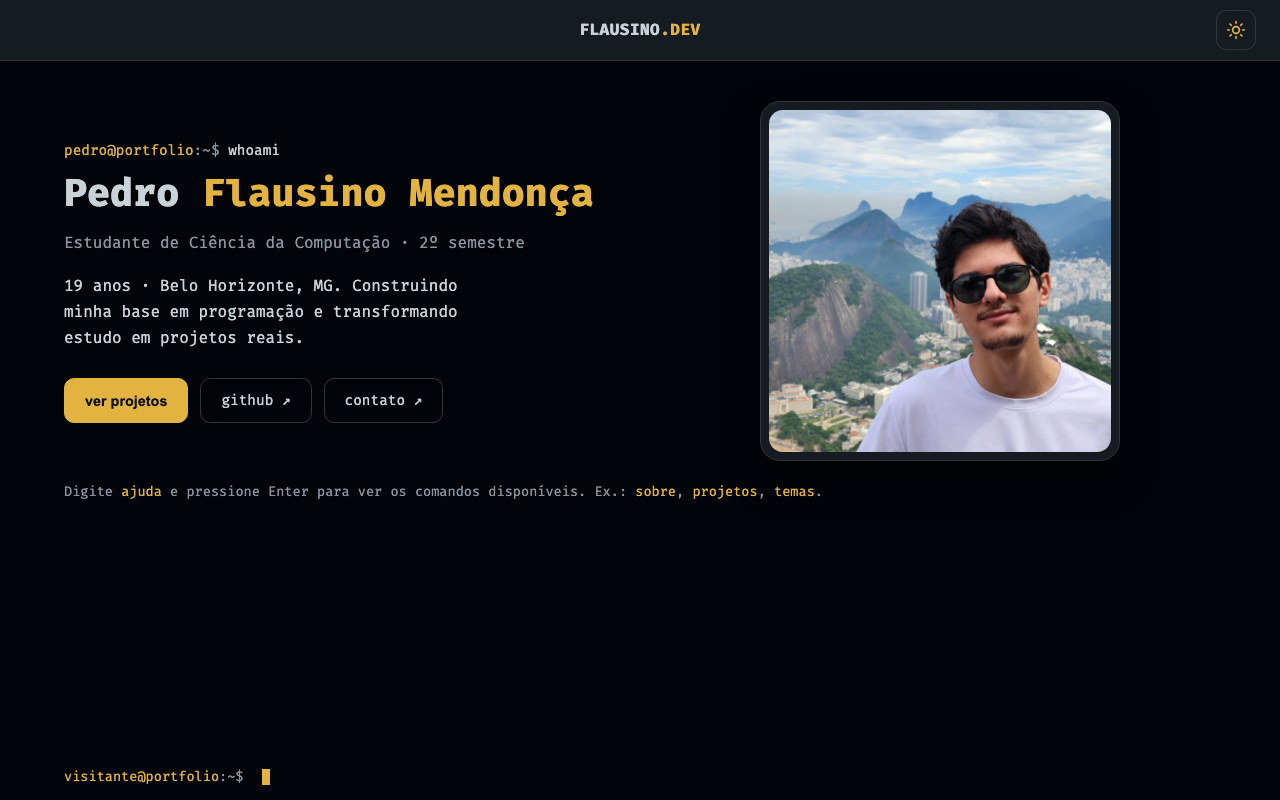 FLAUSINO.DEV
pedro@portfolio:~$ whoami
Pedro Flausino Mendonça
Estudante de Ciência da Computação · 2º semestre
19 anos · Belo Horizonte, MG. Construindo
minha base em programação e transformando
estudo em projetos reais.
ver projetos
github ↗
contato ↗
Digite ajuda e pressione Enter para ver os comandos disponíveis. Ex.: sobre, projetos, temas.
visitante@portfolio:~$